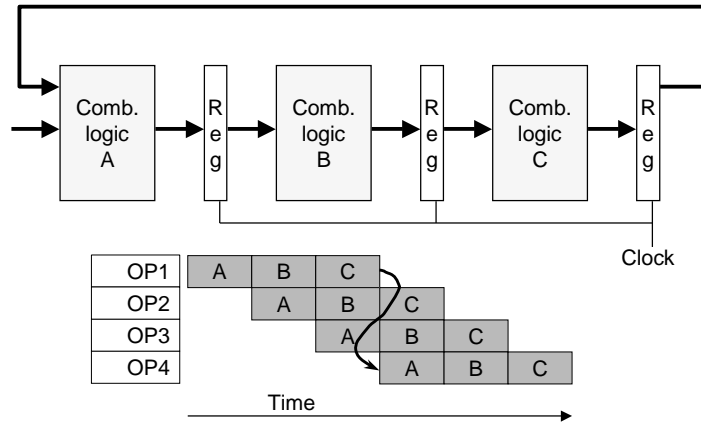 Comb.
logic
A
R
e
g
Comb.
logic
B
R
e
g
Comb.
logic
C
R
e
g
Clock
OP1 A B C
OP2 A B C
OP3 A B C
OP4 A B C
Time